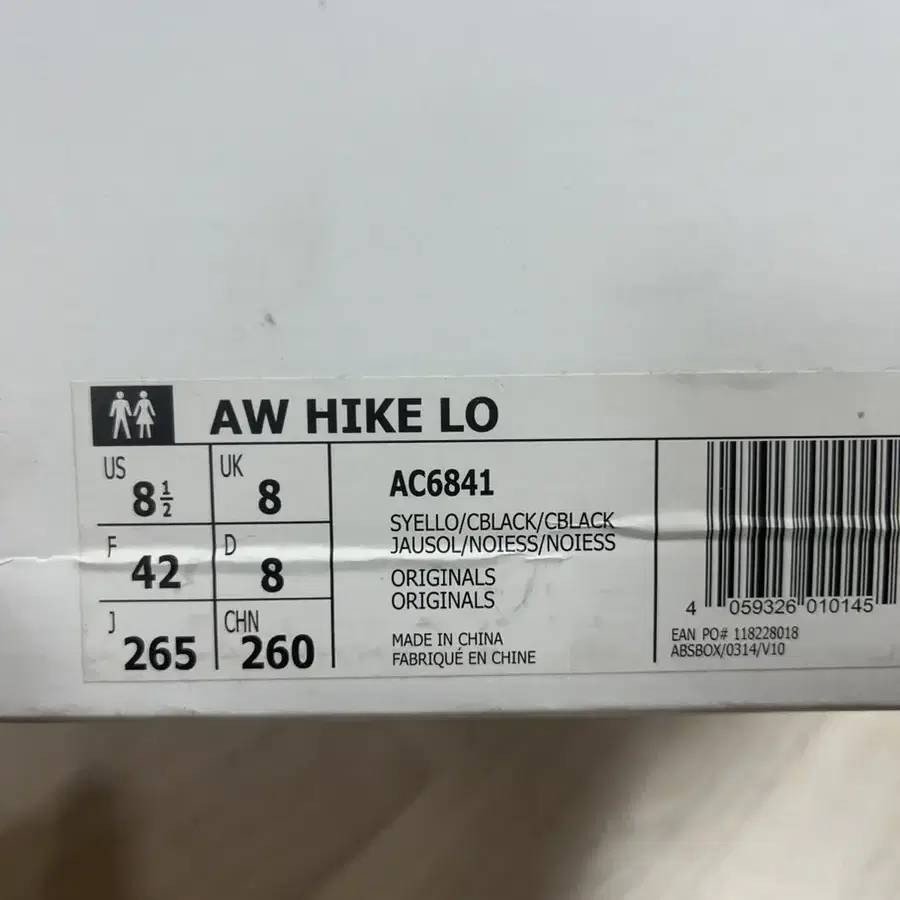 AW HIKE LO
US 8½ UK 8
F 42 D 8
J 265 CHN 260
AC6841
SYELLO/CBLACK/CBLACK
JAUSOL/NOIESS/NOIESS
ORIGINALS
ORIGINALS
MADE IN CHINA
FABRIQUÉ EN CHINE
4 059326 010145
EAN PO# 118228018
ABSBOX/0314/V10